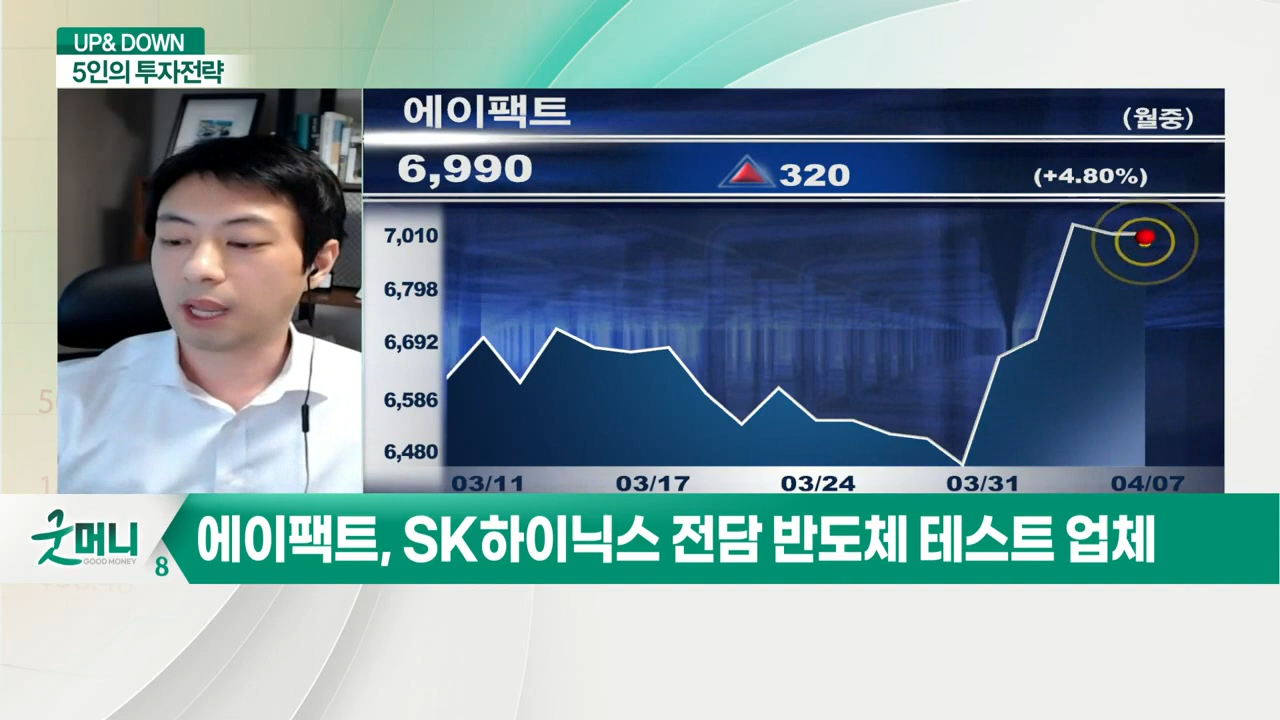 UP& DOWN
5인의 투자전략
에이팩트
(월중)
6,990
320
(+4.80%)
7,010
6,798
6,692
6,586
6,480
03/11
03/17
03/24
03/31
04/07
굿머니
GOOD MONEY
8
에이팩트, SK하이닉스 전담 반도체 테스트 업체